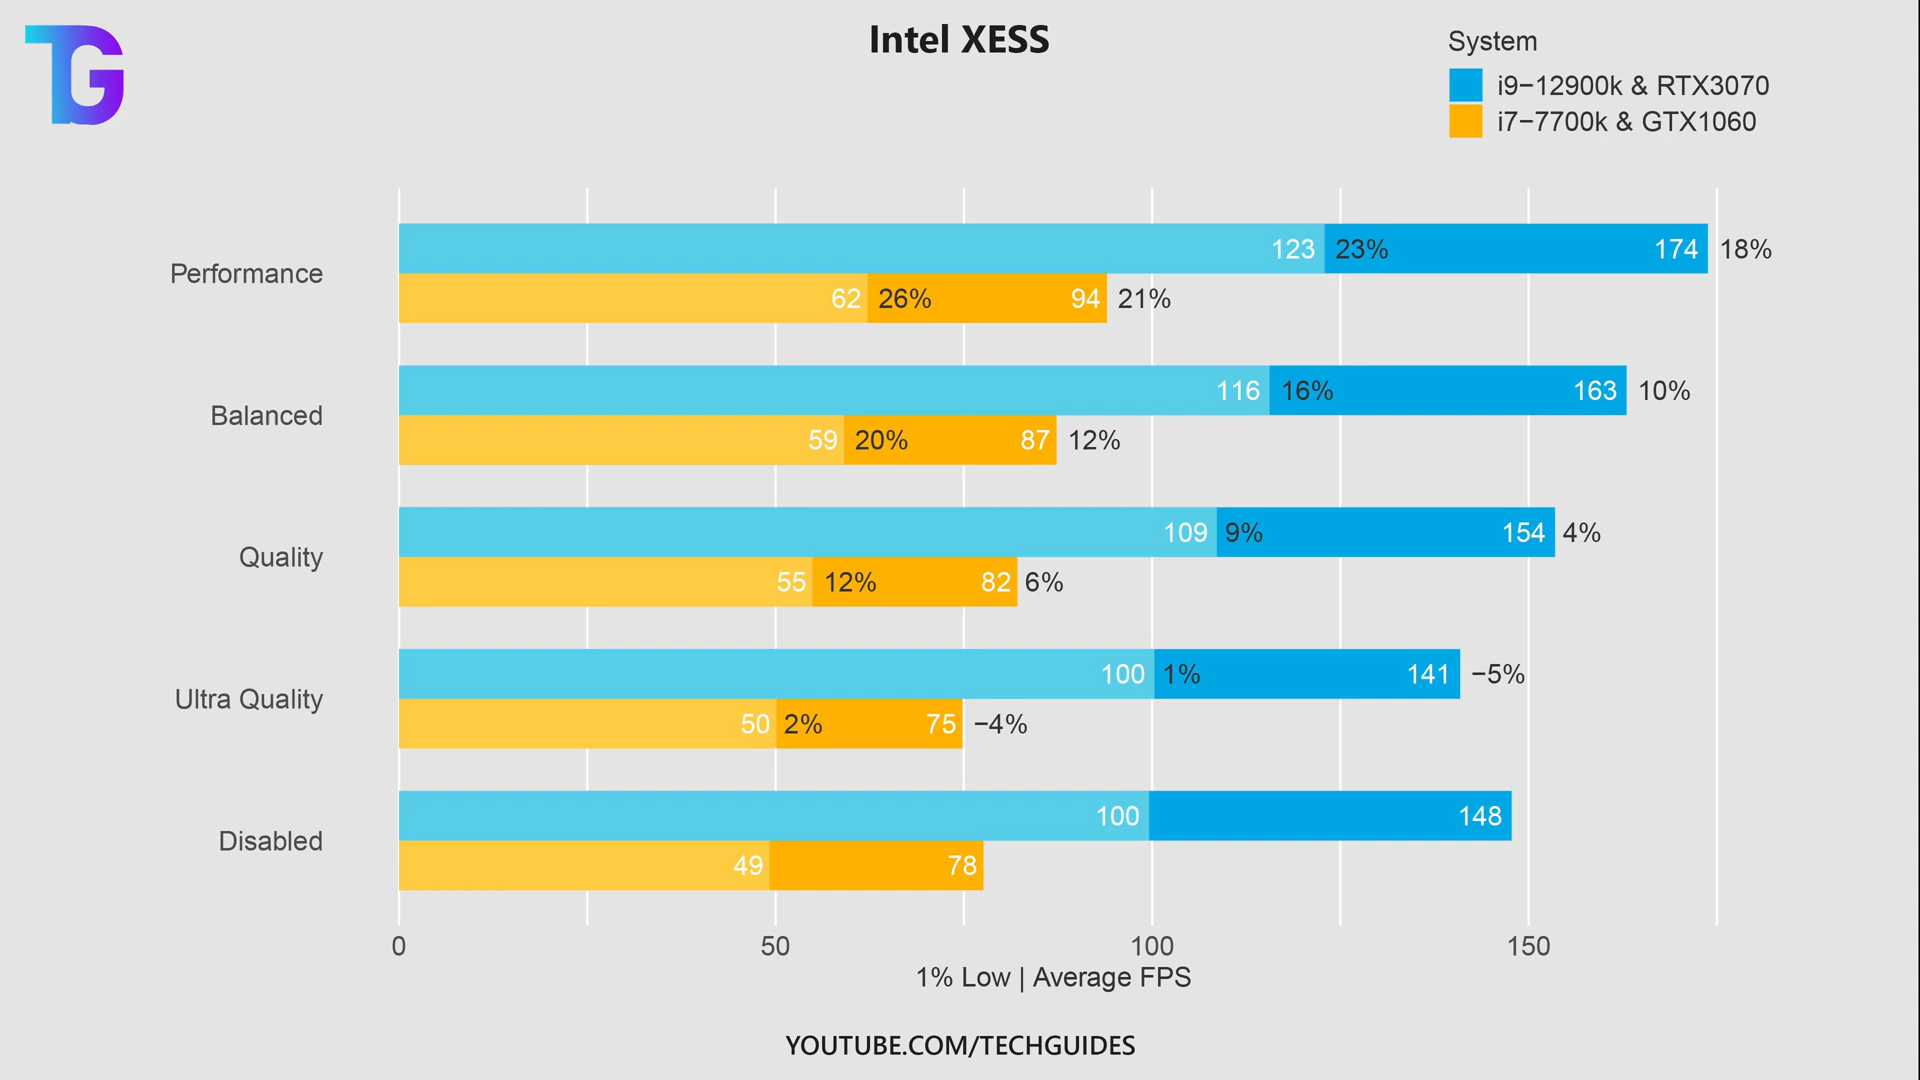 TG
Intel XESS
System
i9−12900k & RTX3070
i7−7700k & GTX1060
Performance
123 23% 174 18%
62 26% 94 21%
Balanced
116 16% 163 10%
59 20% 87 12%
Quality
109 9% 154 4%
55 12% 82 6%
Ultra Quality
100 1% 141 −5%
50 2% 75 −4%
Disabled
100 148
49 78
0 50 100 150
1% Low | Average FPS
YOUTUBE.COM/TECHGUIDES